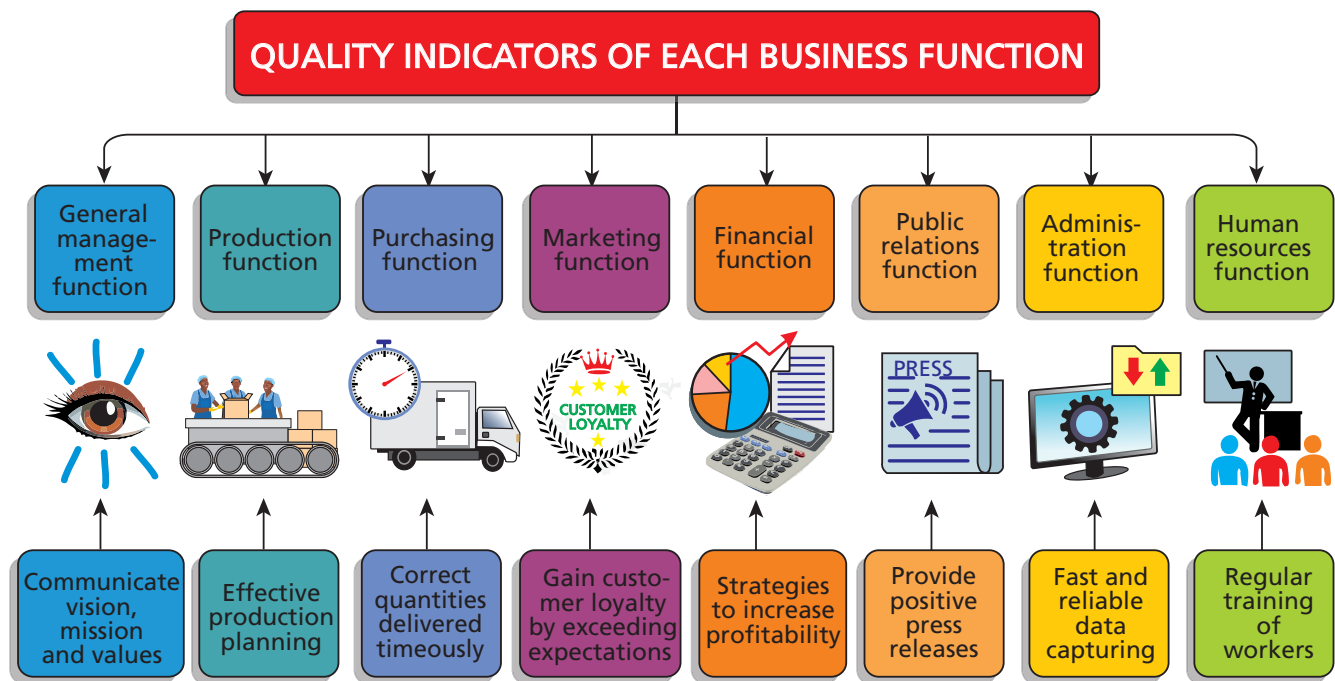 QUALITY INDICATORS OF EACH BUSINESS FUNCTION
General
manage-
ment
function
Production
function
Purchasing
function
Marketing
function
Financial
function
Public
relations
function
Adminis-
tration
function
Human
resources
function
CUSTOMER
LOYALTY
PRESS
Communicate
vision,
mission
and values
Effective
production
planning
Correct
quantities
delivered
timeously
Gain custo-
mer loyalty
by exceeding
expectations
Strategies
to increase
profitability
Provide
positive
press
releases
Fast and
reliable
data
capturing
Regular
training
of
workers